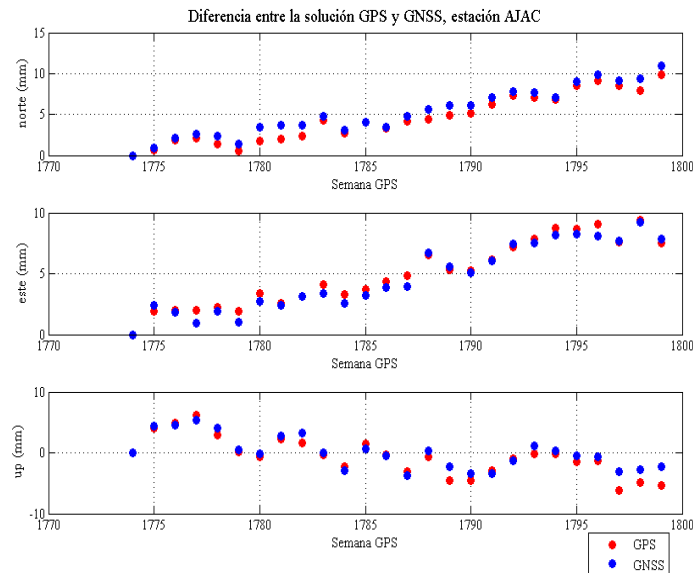 Diferencia entre la solución GPS y GNSS, estación AJAC
15
10
5
0
norte (mm)
1770 1775 1780 1785 1790 1795 1800
Semana GPS
10
5
0
este (mm)
1770 1775 1780 1785 1790 1795 1800
Semana GPS
10
0
-10
up (mm)
1770 1775 1780 1785 1790 1795 1800
Semana GPS
GPS
GNSS